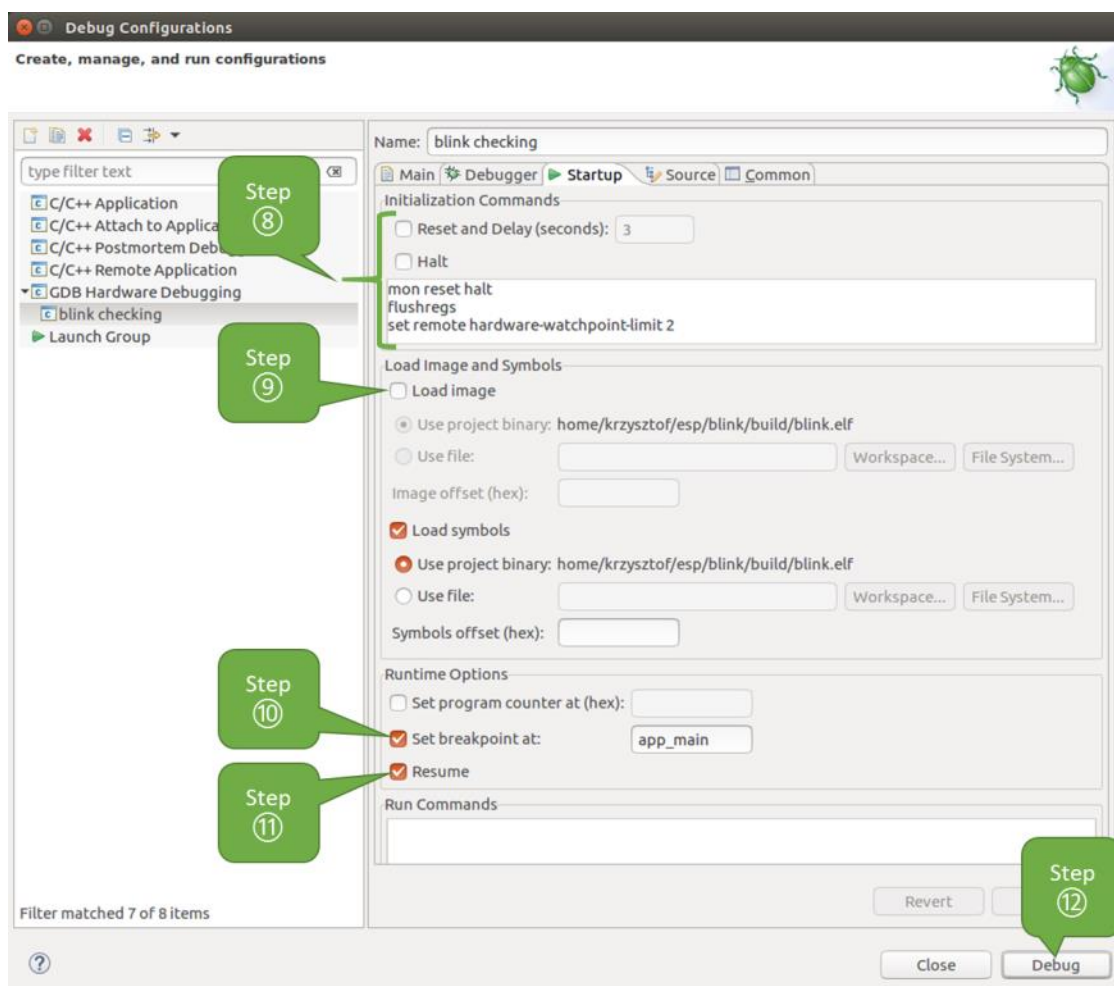 Debug Configurations
Create, manage, and run configurations
type filter text
C/C++ Application
C/C++ Attach to Applica
C/C++ Postmortem Debug
C/C++ Remote Application
GDB Hardware Debugging
blink checking
Launch Group
Filter matched 7 of 8 items
Step
⑧
Step
⑨
Step
⑩
Step
⑪
Name: blink checking
Main Debugger Startup Source Common
Initialization Commands
Reset and Delay (seconds): 3
Halt
mon reset halt
flushregs
set remote hardware-watchpoint-limit 2
Load Image and Symbols
Load image
Use project binary: home/krzysztof/esp/blink/build/blink.elf
Use file: Workspace... File System...
Image offset (hex):
Load symbols
Use project binary: home/krzysztof/esp/blink/build/blink.elf
Use file: Workspace... File System...
Symbols offset (hex):
Runtime Options
Set program counter at (hex):
Set breakpoint at: app_main
Resume
Run Commands
Step
⑫
Revert
Close Debug